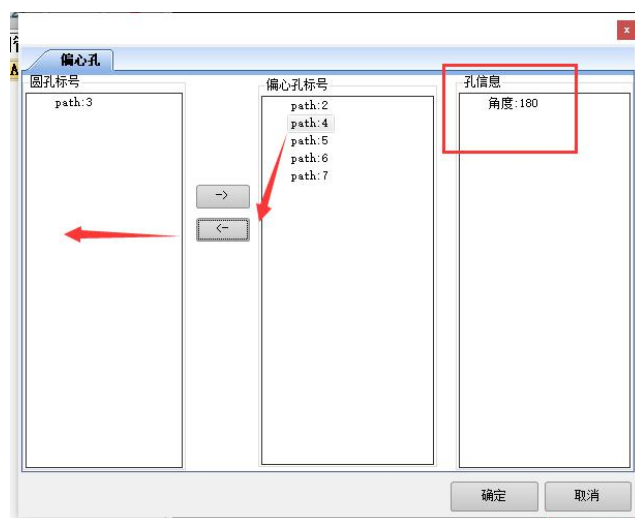 x
偏心孔
圆孔标号
path:3
->
<-
偏心孔标号
path:2
path:4
path:5
path:6
path:7
孔信息
角度:180
确定
取消